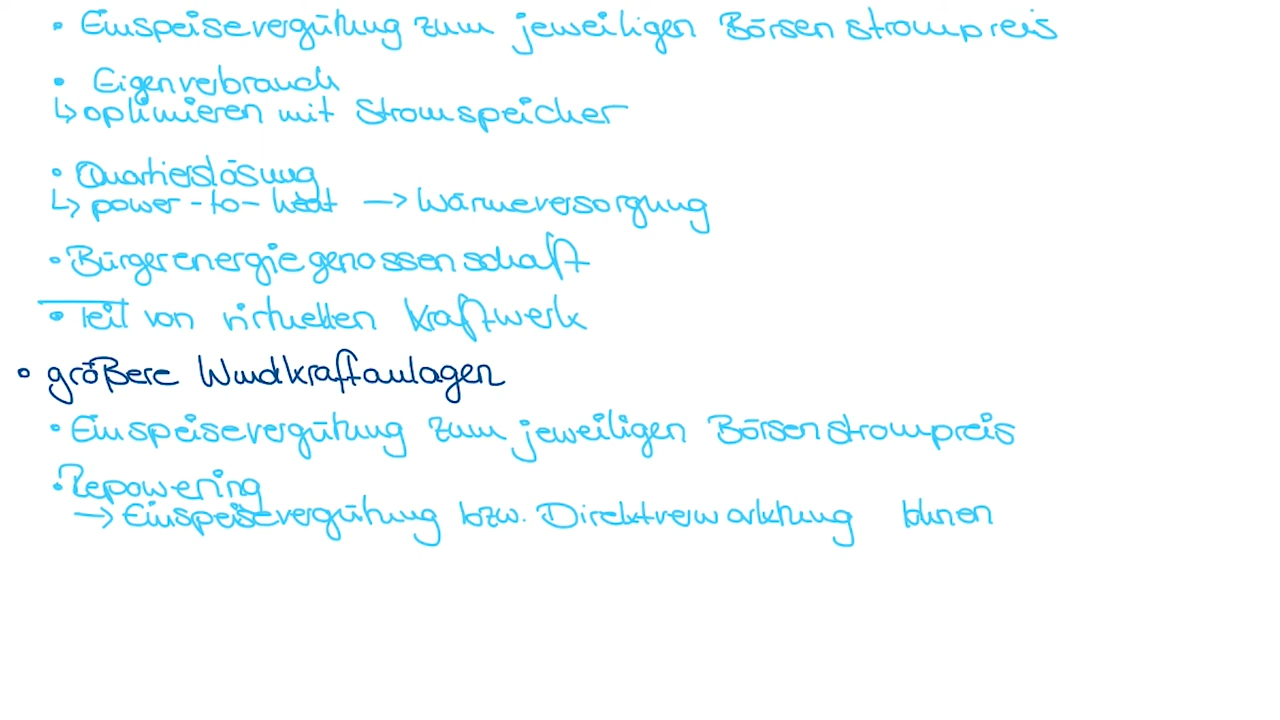 • Einspeisevergütung zum jeweiligen Börsenstrompreis
• Eigenverbrauch
↳ optimieren mit Stromspeicher
• Quartierslösung
↳ power-to-heat → Wärmeversorgung
• Bürgerenergiegenossenschaft
• Teil von virtuellen Kraftwerk
• größere Windkraftanlagen
• Einspeisevergütung zum jeweiligen Börsenstrompreis
• Repowering
→ Einspeisevergütung bzw. Direktvermarktung